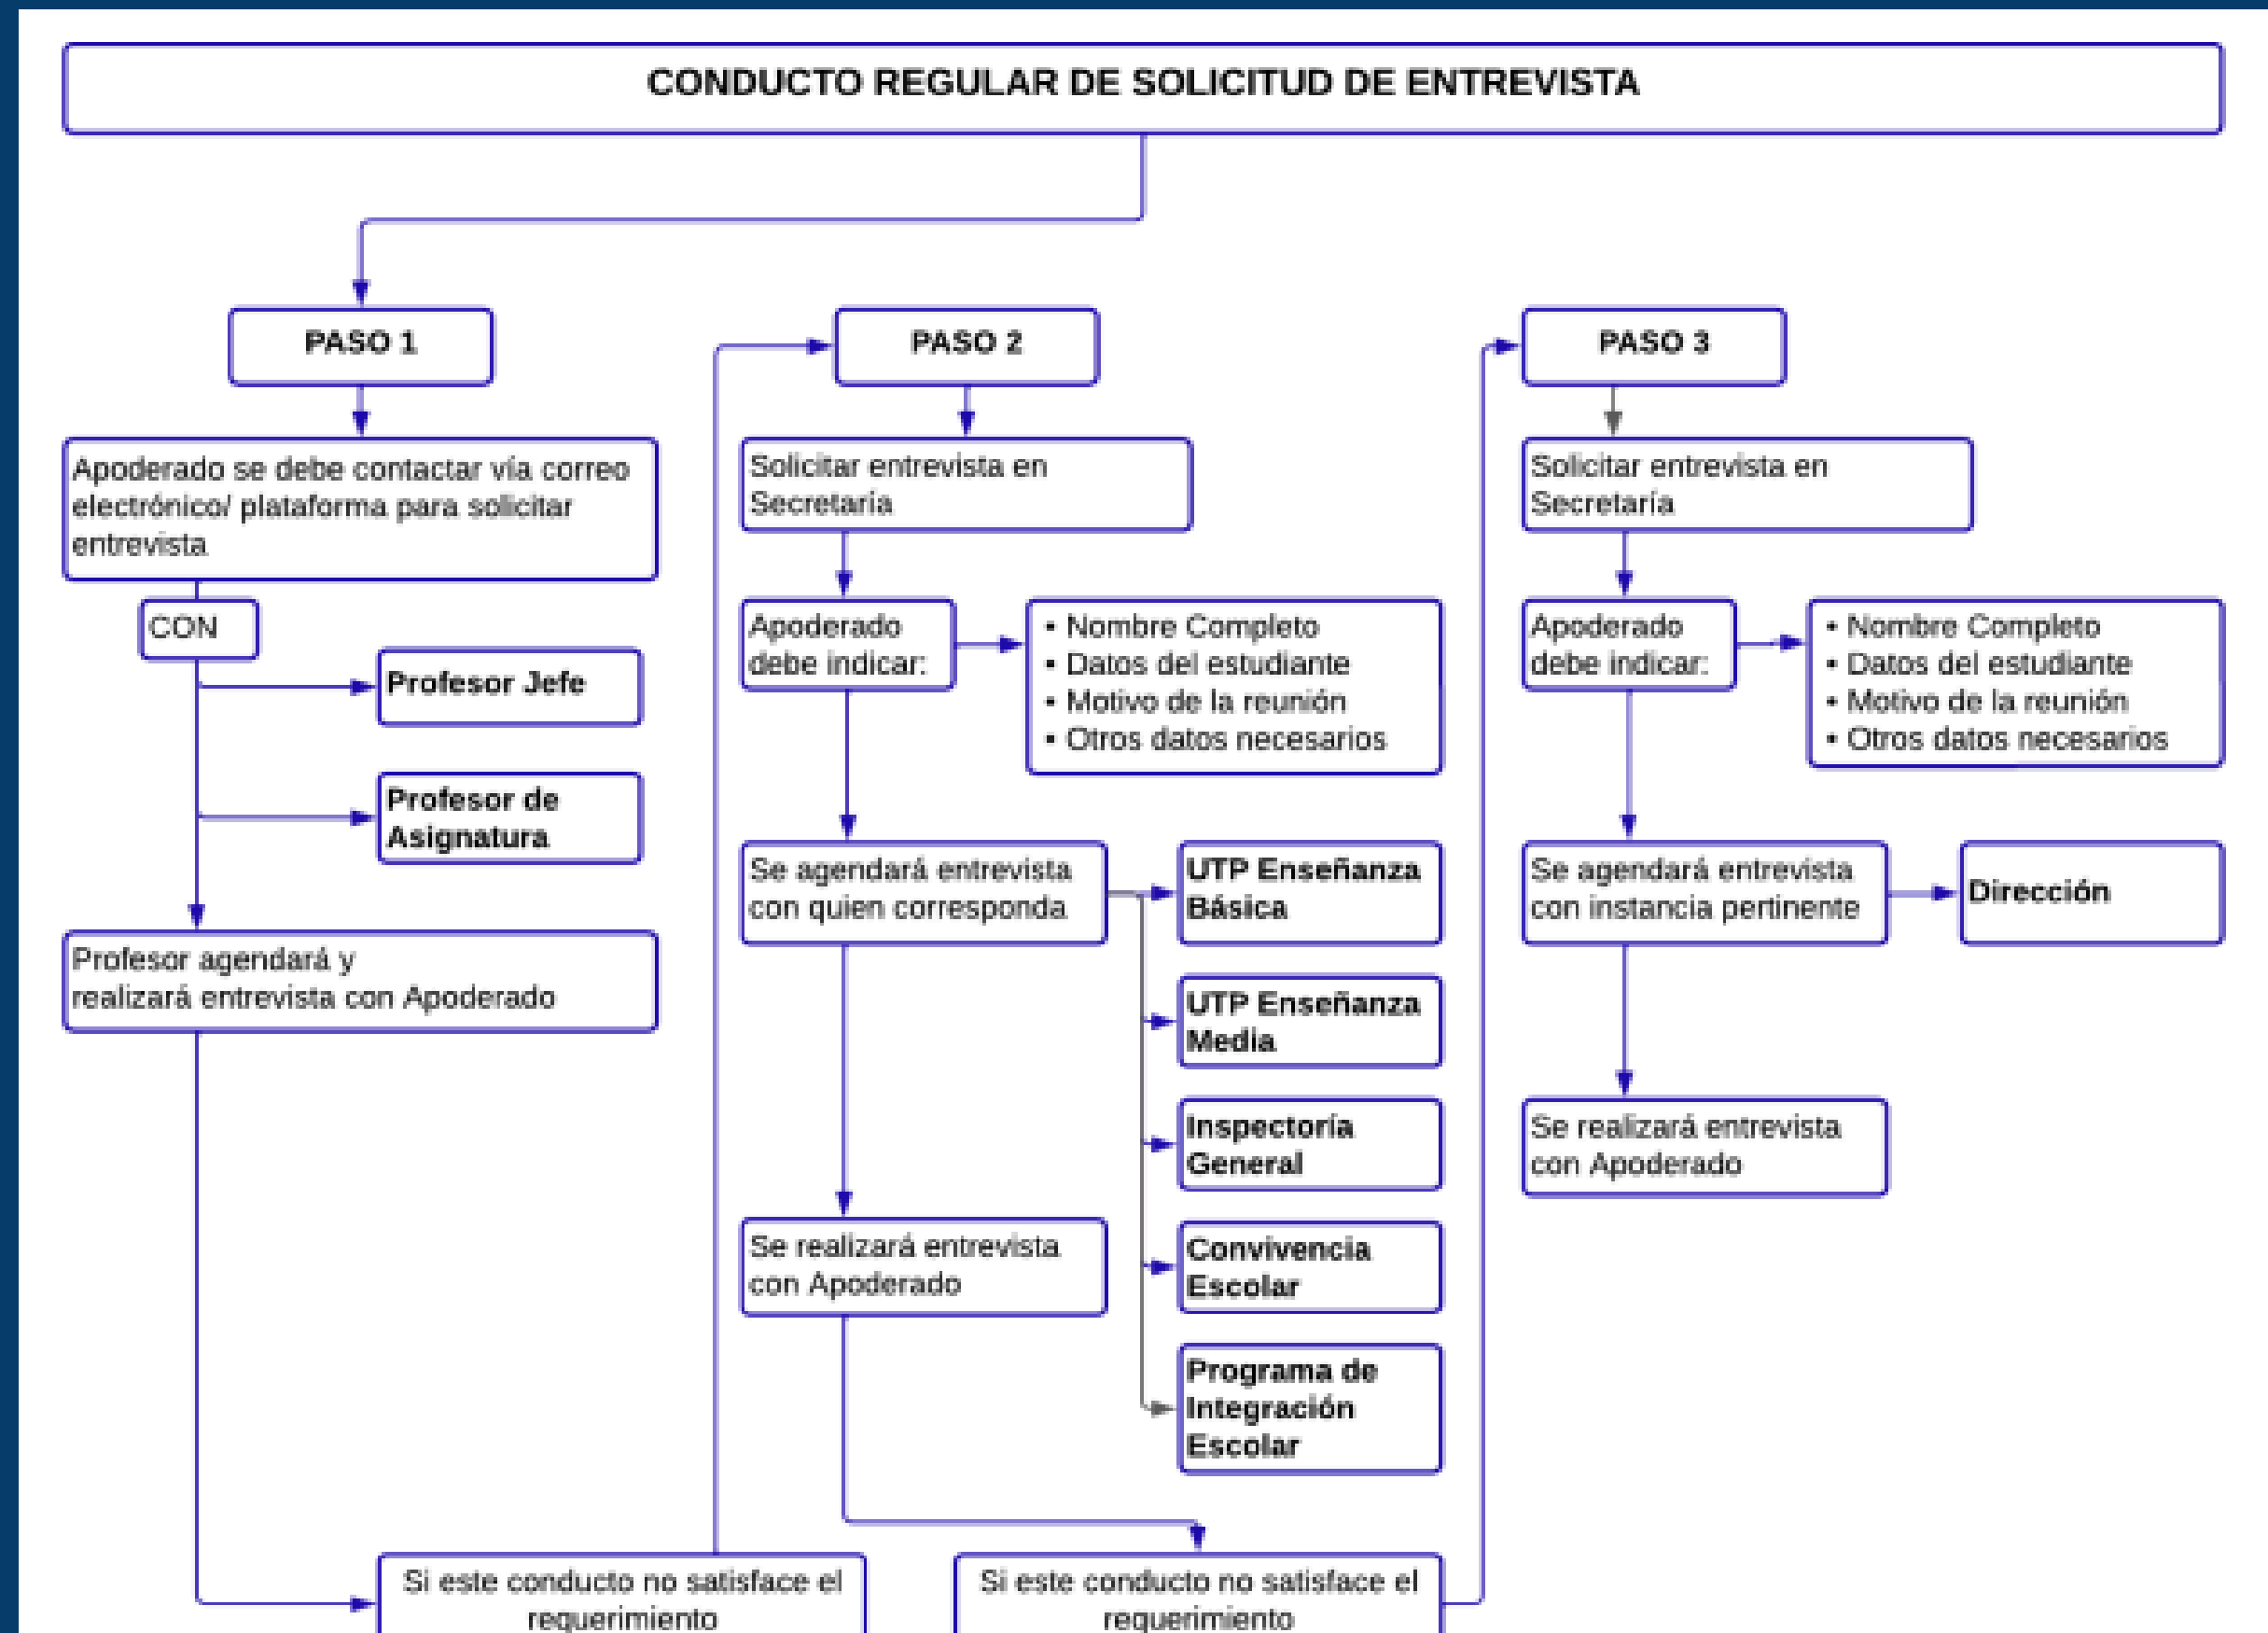 CONDUCTO REGULAR DE SOLICITUD DE ENTREVISTA
PASO 1
Apoderado se debe contactar vía correo
electrónico/ plataforma para solicitar
entrevista
CON
Profesor Jefe
Profesor de
Asignatura
Profesor agendará y
realizará entrevista con Apoderado
Si este conducto no satisface el
requerimiento
PASO 2
Solicitar entrevista en
Secretaría
Apoderado
debe indicar:
• Nombre Completo
• Datos del estudiante
• Motivo de la reunión
• Otros datos necesarios
Se agendará entrevista
con quien corresponda
UTP Enseñanza
Básica
UTP Enseñanza
Media
Inspectoría
General
Convivencia
Escolar
Programa de
Integración
Escolar
Se realizará entrevista
con Apoderado
Si este conducto no satisface el
requerimiento
PASO 3
Solicitar entrevista en
Secretaría
Apoderado
debe indicar:
• Nombre Completo
• Datos del estudiante
• Motivo de la reunión
• Otros datos necesarios
Se agendará entrevista
con instancia pertinente
Dirección
Se realizará entrevista
con Apoderado